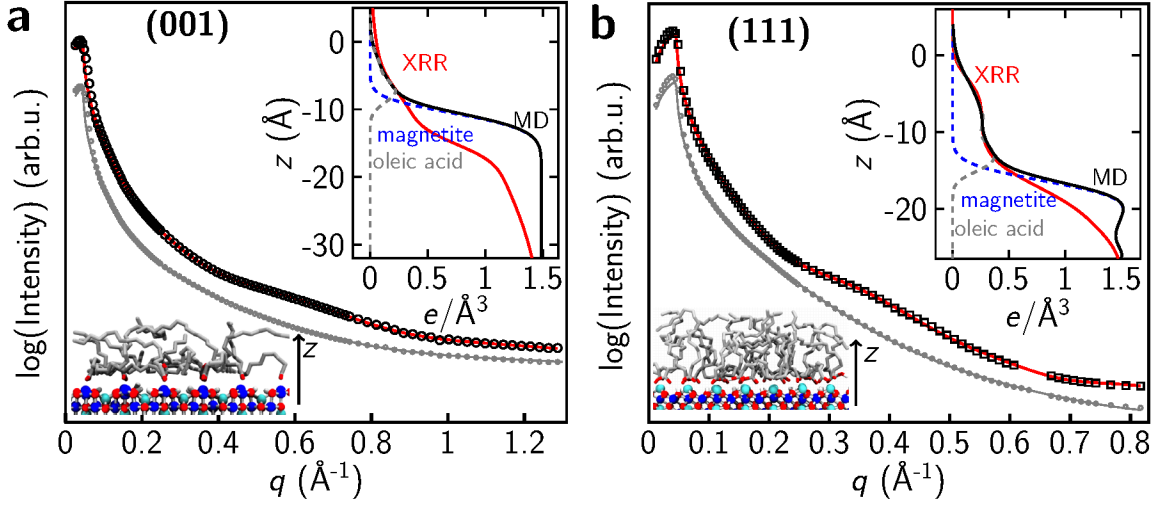 a
(001)
log(Intensity) (arb.u.)
q (Å⁻¹)
0 0.2 0.4 0.6 0.8 1 1.2
z (Å)
0
-10
-20
-30
0 0.5 1 1.5
e/Å³
XRR
MD
magnetite
oleic acid
z
b
(111)
log(Intensity) (arb.u.)
q (Å⁻¹)
0 0.1 0.2 0.3 0.4 0.5 0.6 0.7 0.8
z (Å)
0
-10
-20
0 0.5 1 1.5
e/Å³
XRR
MD
magnetite
oleic acid
z